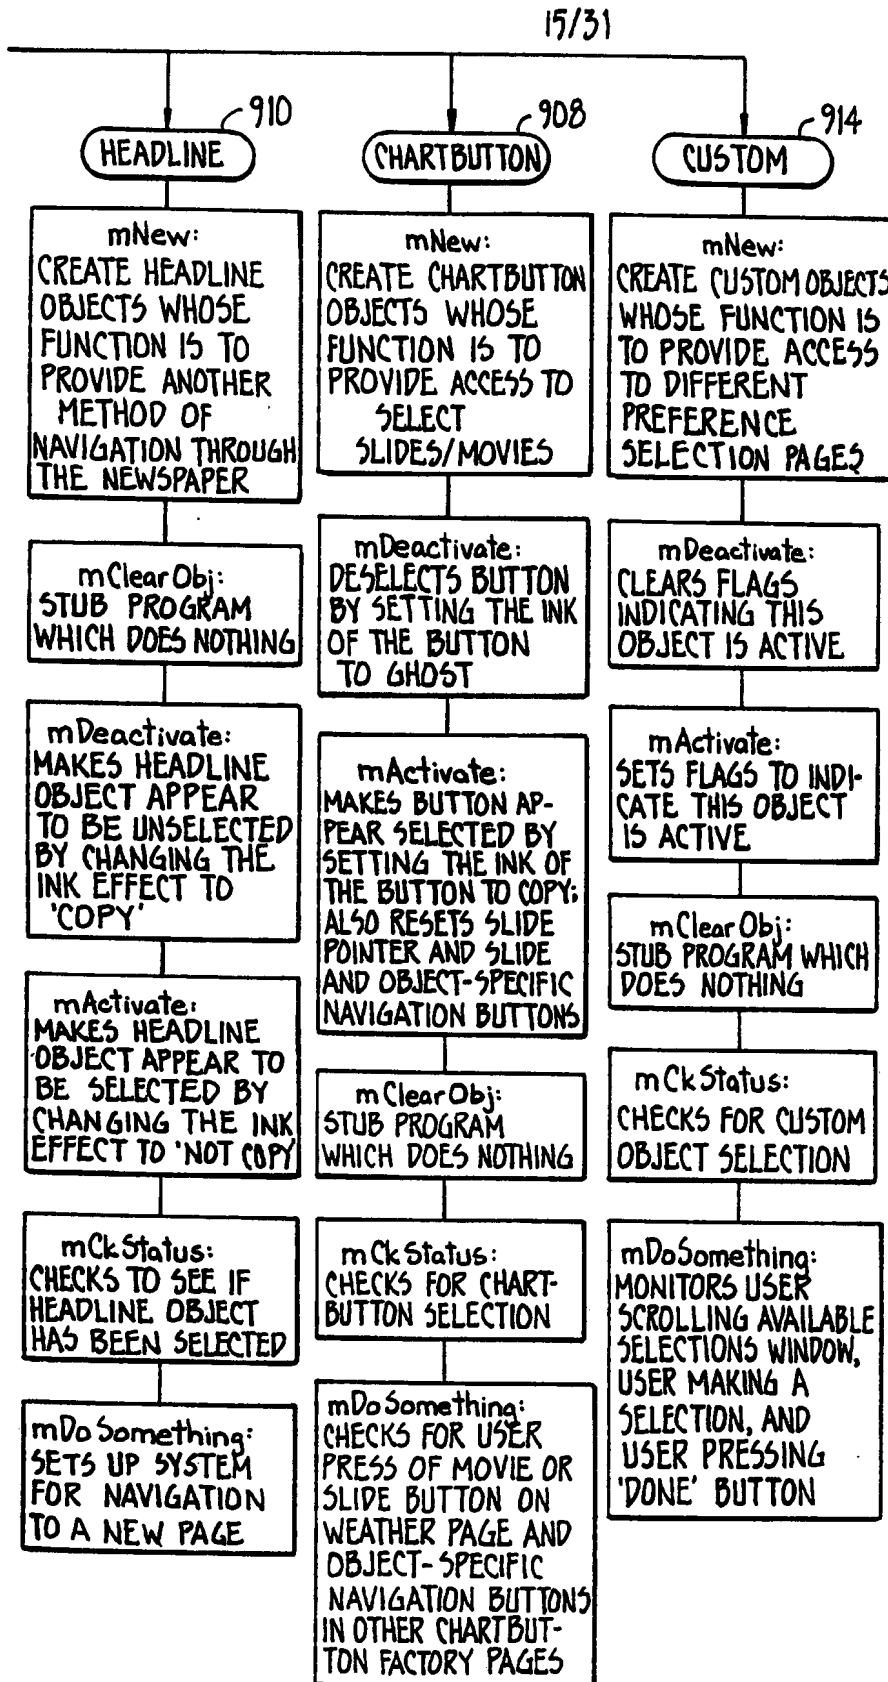 15/31
910
HEADLINE
mNew:
CREATE HEADLINE
OBJECTS WHOSE
FUNCTION IS TO
PROVIDE ANOTHER
METHOD OF
NAVIGATION THROUGH
THE NEWSPAPER
mClearObj:
STUB PROGRAM
WHICH DOES NOTHING
mDeactivate:
MAKES HEADLINE
OBJECT APPEAR
TO BE UNSELECTED
BY CHANGING THE
INK EFFECT TO
'COPY'
mActivate:
MAKES HEADLINE
OBJECT APPEAR TO
BE SELECTED BY
CHANGING THE INK
EFFECT TO 'NOT COPY
mCkStatus:
CHECKS TO SEE IF
HEADLINE OBJECT
HAS BEEN SELECTED
mDoSomething:
SETS UP SYSTEM
FOR NAVIGATION
TO A NEW PAGE
908
CHARTBUTTON
mNew:
CREATE CHARTBUTTON
OBJECTS WHOSE
FUNCTION IS TO
PROVIDE ACCESS TO
SELECT
SLIDES/MOVIES
mDeactivate:
DESELECTS BUTTON
BY SETTING THE INK
OF THE BUTTON
TO GHOST
mActivate:
MAKES BUTTON AP-
PEAR SELECTED BY
SETTING THE INK OF
THE BUTTON TO COPY;
ALSO RESETS SLIDE
POINTER AND SLIDE
AND OBJECT-SPECIFIC
NAVIGATION BUTTONS
mClearObj:
STUB PROGRAM
WHICH DOES NOTHING
mCkStatus:
CHECKS FOR CHART-
BUTTON SELECTION
mDoSomething:
CHECKS FOR USER
PRESS OF MOVIE OR
SLIDE BUTTON ON
WEATHER PAGE AND
OBJECT-SPECIFIC
NAVIGATION BUTTONS
IN OTHER CHARTBUT-
TON FACTORY PAGES
914
CUSTOM
mNew:
CREATE CUSTOM OBJECTS
WHOSE FUNCTION IS
TO PROVIDE ACCESS
TO DIFFERENT
PREFERENCE
SELECTION PAGES
mDeactivate:
CLEARS FLAGS
INDICATING THIS
OBJECT IS ACTIVE
mActivate:
SETS FLAGS TO INDI-
CATE THIS OBJECT
IS ACTIVE
mClearObj:
STUB PROGRAM WHICH
DOES NOTHING
mCkStatus:
CHECKS FOR CUSTOM
OBJECT SELECTION
mDoSomething:
MONITORS USER
SCROLLING AVAILABLE
SELECTIONS WINDOW,
USER MAKING A
SELECTION, AND
USER PRESSING
'DONE' BUTTON